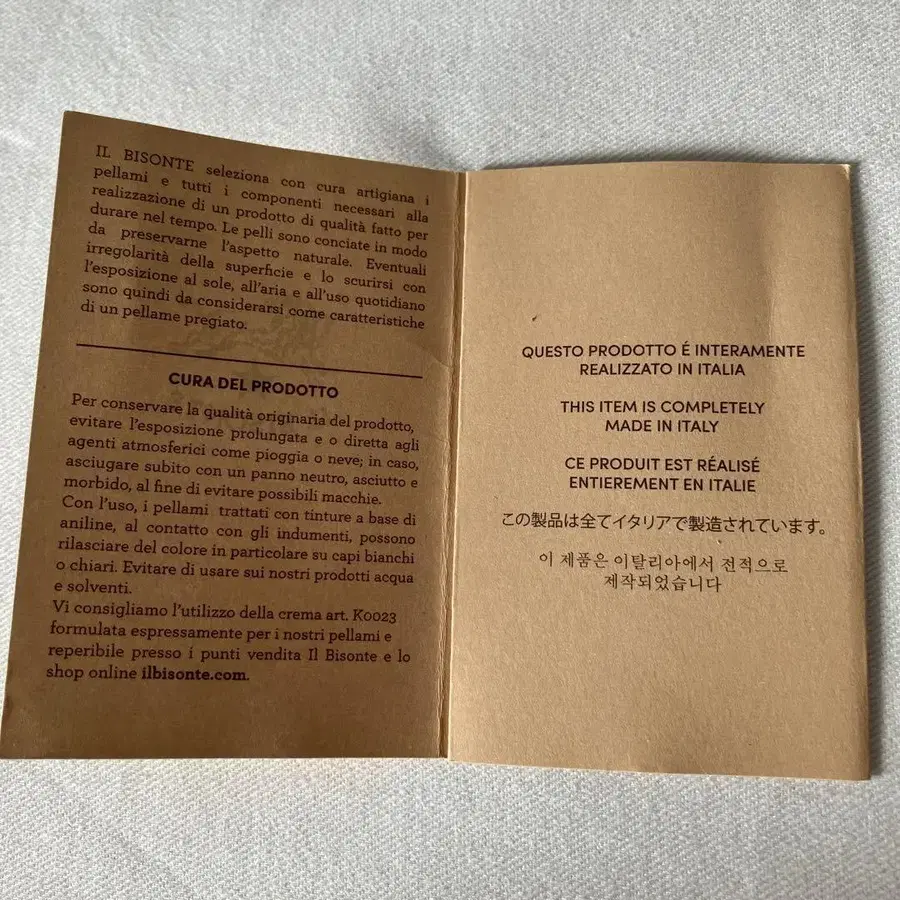 IL BISONTE seleziona con cura artigiana i
pellami e tutti i componenti necessari alla
realizzazione di un prodotto di qualità fatto per
durare nel tempo. Le pelli sono conciate in modo
da preservarne l'aspetto naturale. Eventuali
irregolarità della superficie e lo scurirsi con
l'esposizione al sole, all'aria e all'uso quotidiano
sono quindi da considerarsi come caratteristiche
di un pellame pregiato.
CURA DEL PRODOTTO
Per conservare la qualità originaria del prodotto,
evitare l'esposizione prolungata e o diretta agli
agenti atmosferici come pioggia o neve; in caso,
asciugare subito con un panno neutro, asciutto e
morbido, al fine di evitare possibili macchie.
Con l'uso, i pellami trattati con tinture a base di
aniline, al contatto con gli indumenti, possono
rilasciare del colore in particolare su capi bianchi
o chiari. Evitare di usare sui nostri prodotti acqua
e solventi.
Vi consigliamo l'utilizzo della crema art. K0023
formulata espressamente per i nostri pellami e
reperibile presso i punti vendita Il Bisonte e lo
shop online ilbisonte.com.
QUESTO PRODOTTO É INTERAMENTE
REALIZZATO IN ITALIA
THIS ITEM IS COMPLETELY
MADE IN ITALY
CE PRODUIT EST RÉALISÉ
ENTIEREMENT EN ITALIE
この製品は全てイタリアで製造されています。
이 제품은 이탈리아에서 전적으로
제작되었습니다